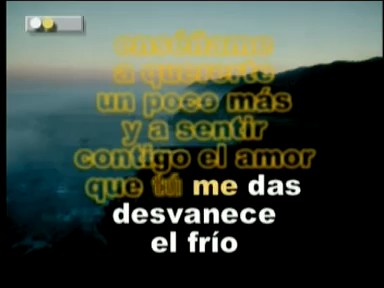 enséñame
a quererte
un poco más
y a sentir
contigo el amor
que tú me das
desvanece
el frío